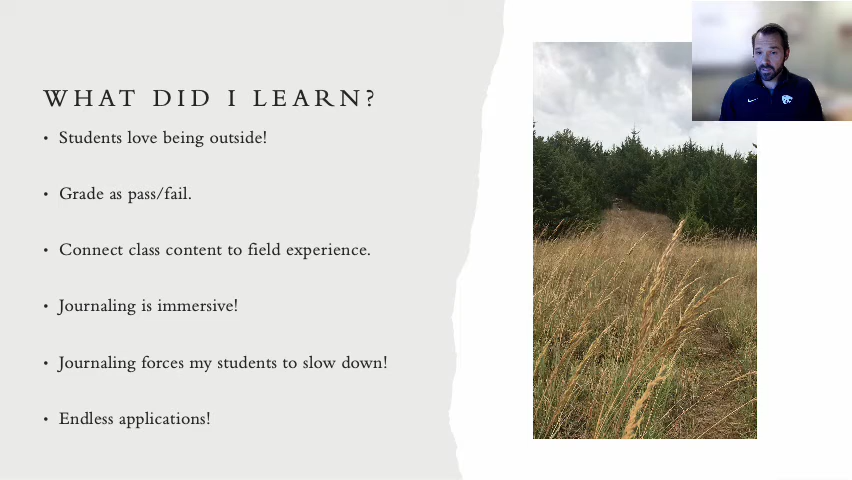 WHAT DID I LEARN?
• Students love being outside!
• Grade as pass/fail.
• Connect class content to field experience.
• Journaling is immersive!
• Journaling forces my students to slow down!
• Endless applications!